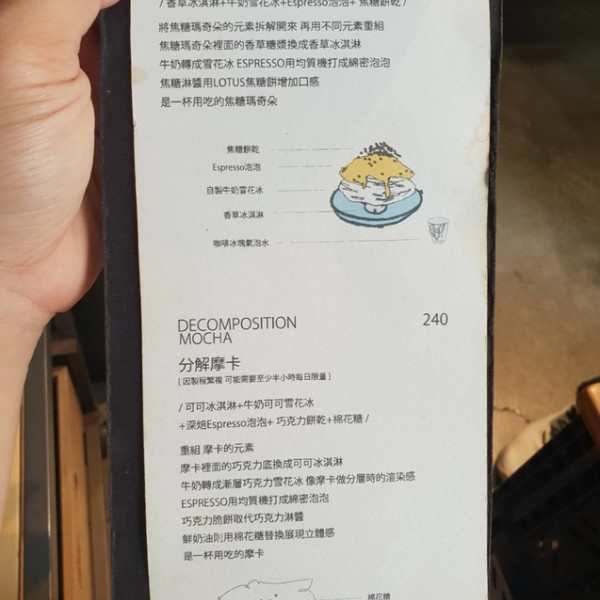 / 香草冰淇淋+牛奶雪花冰+Espresso泡泡+ 焦糖餅乾 /
將焦糖瑪奇朵的元素拆解開來 再用不同元素重組
焦糖瑪奇朵裡面的香草糖漿換成香草冰淇淋
牛奶轉成雪花冰 ESPRESSO用均質機打成綿密泡泡
焦糖淋醬用LOTUS焦糖餅增加口感
是一杯用吃的焦糖瑪奇朵
焦糖餅乾
Espresso泡泡
自製牛奶雪花冰
香草冰淇淋
咖啡冰塊氣泡水
DECOMPOSITION 240
MOCHA
分解摩卡
[ 因製程繁複 可能需要至少半小時每日限量 ]
/ 可可冰淇淋+牛奶可可雪花冰
+深焙Espresso泡泡+ 巧克力餅乾+棉花糖 /
重組 摩卡的元素
摩卡裡面的巧克力底換成可可冰淇淋
牛奶轉成漸層巧克力雪花冰 像摩卡做分層時的渲染感
ESPRESSO用均質機打成綿密泡泡
巧克力脆餅取代巧克力淋醬
鮮奶油則用棉花糖替換展現立體感
是一杯用吃的摩卡
棉花糖